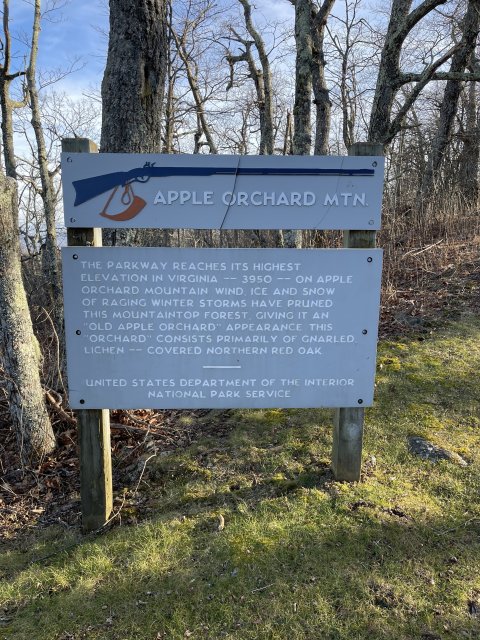 APPLE ORCHARD MTN.
THE PARKWAY REACHES ITS HIGHEST
ELEVATION IN VIRGINIA -- 3950 -- ON APPLE
ORCHARD MOUNTAIN. WIND, ICE AND SNOW
OF RAGING WINTER STORMS HAVE PRUNED
THIS MOUNTAINTOP FOREST, GIVING IT AN
"OLD APPLE ORCHARD" APPEARANCE. THIS
"ORCHARD" CONSISTS PRIMARILY OF GNARLED,
LICHEN -- COVERED NORTHERN RED OAK.
UNITED STATES DEPARTMENT OF THE INTERIOR
NATIONAL PARK SERVICE